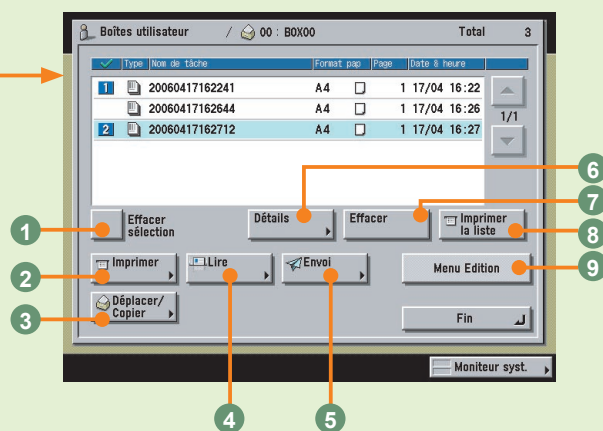 Boîtes utilisateur / 00 : BOX00 Total 3
Type Nom de tâche Format pap Page Date & heure
1 20060417162241 A4 1 17/04 16:22
20060417162644 A4 1 17/04 16:26
2 20060417162712 A4 1 17/04 16:27
1/1
6
7
Effacer
sélection
Détails
Effacer
Imprimer
la liste
1
8
Imprimer
Lire
Envoi
Menu Edition
2
9
Déplacer/
Copier
Fin
3
Moniteur syst.
4
5